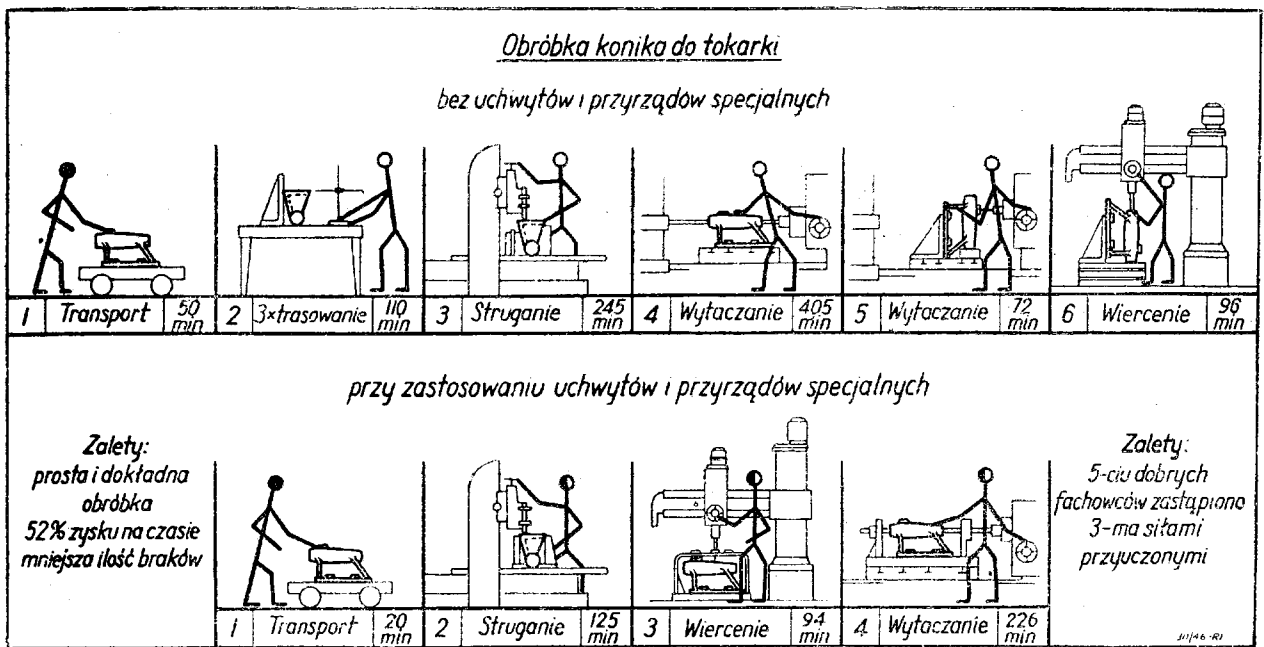 Obróbka konika do tokarki
bez uchwytów i przyrządów specjalnych
1 Transport 50 min
2 3×trasowanie 110 min
3 Struganie 245 min
4 Wytaczanie 405 min
5 Wytaczanie 72 min
6 Wiercenie 96 min
przy zastosowaniu uchwytów i przyrządów specjalnych
Zalety:
prosta i dokładna
obróbka
52% zysku na czasie
mniejsza ilość braków
1 Transport 20 min
2 Struganie 125 min
3 Wiercenie 94 min
4 Wytaczanie 226 min
Zalety:
5-ciu dobrych
fachowców zastąpiono
3-ma siłami
przyuczonymi